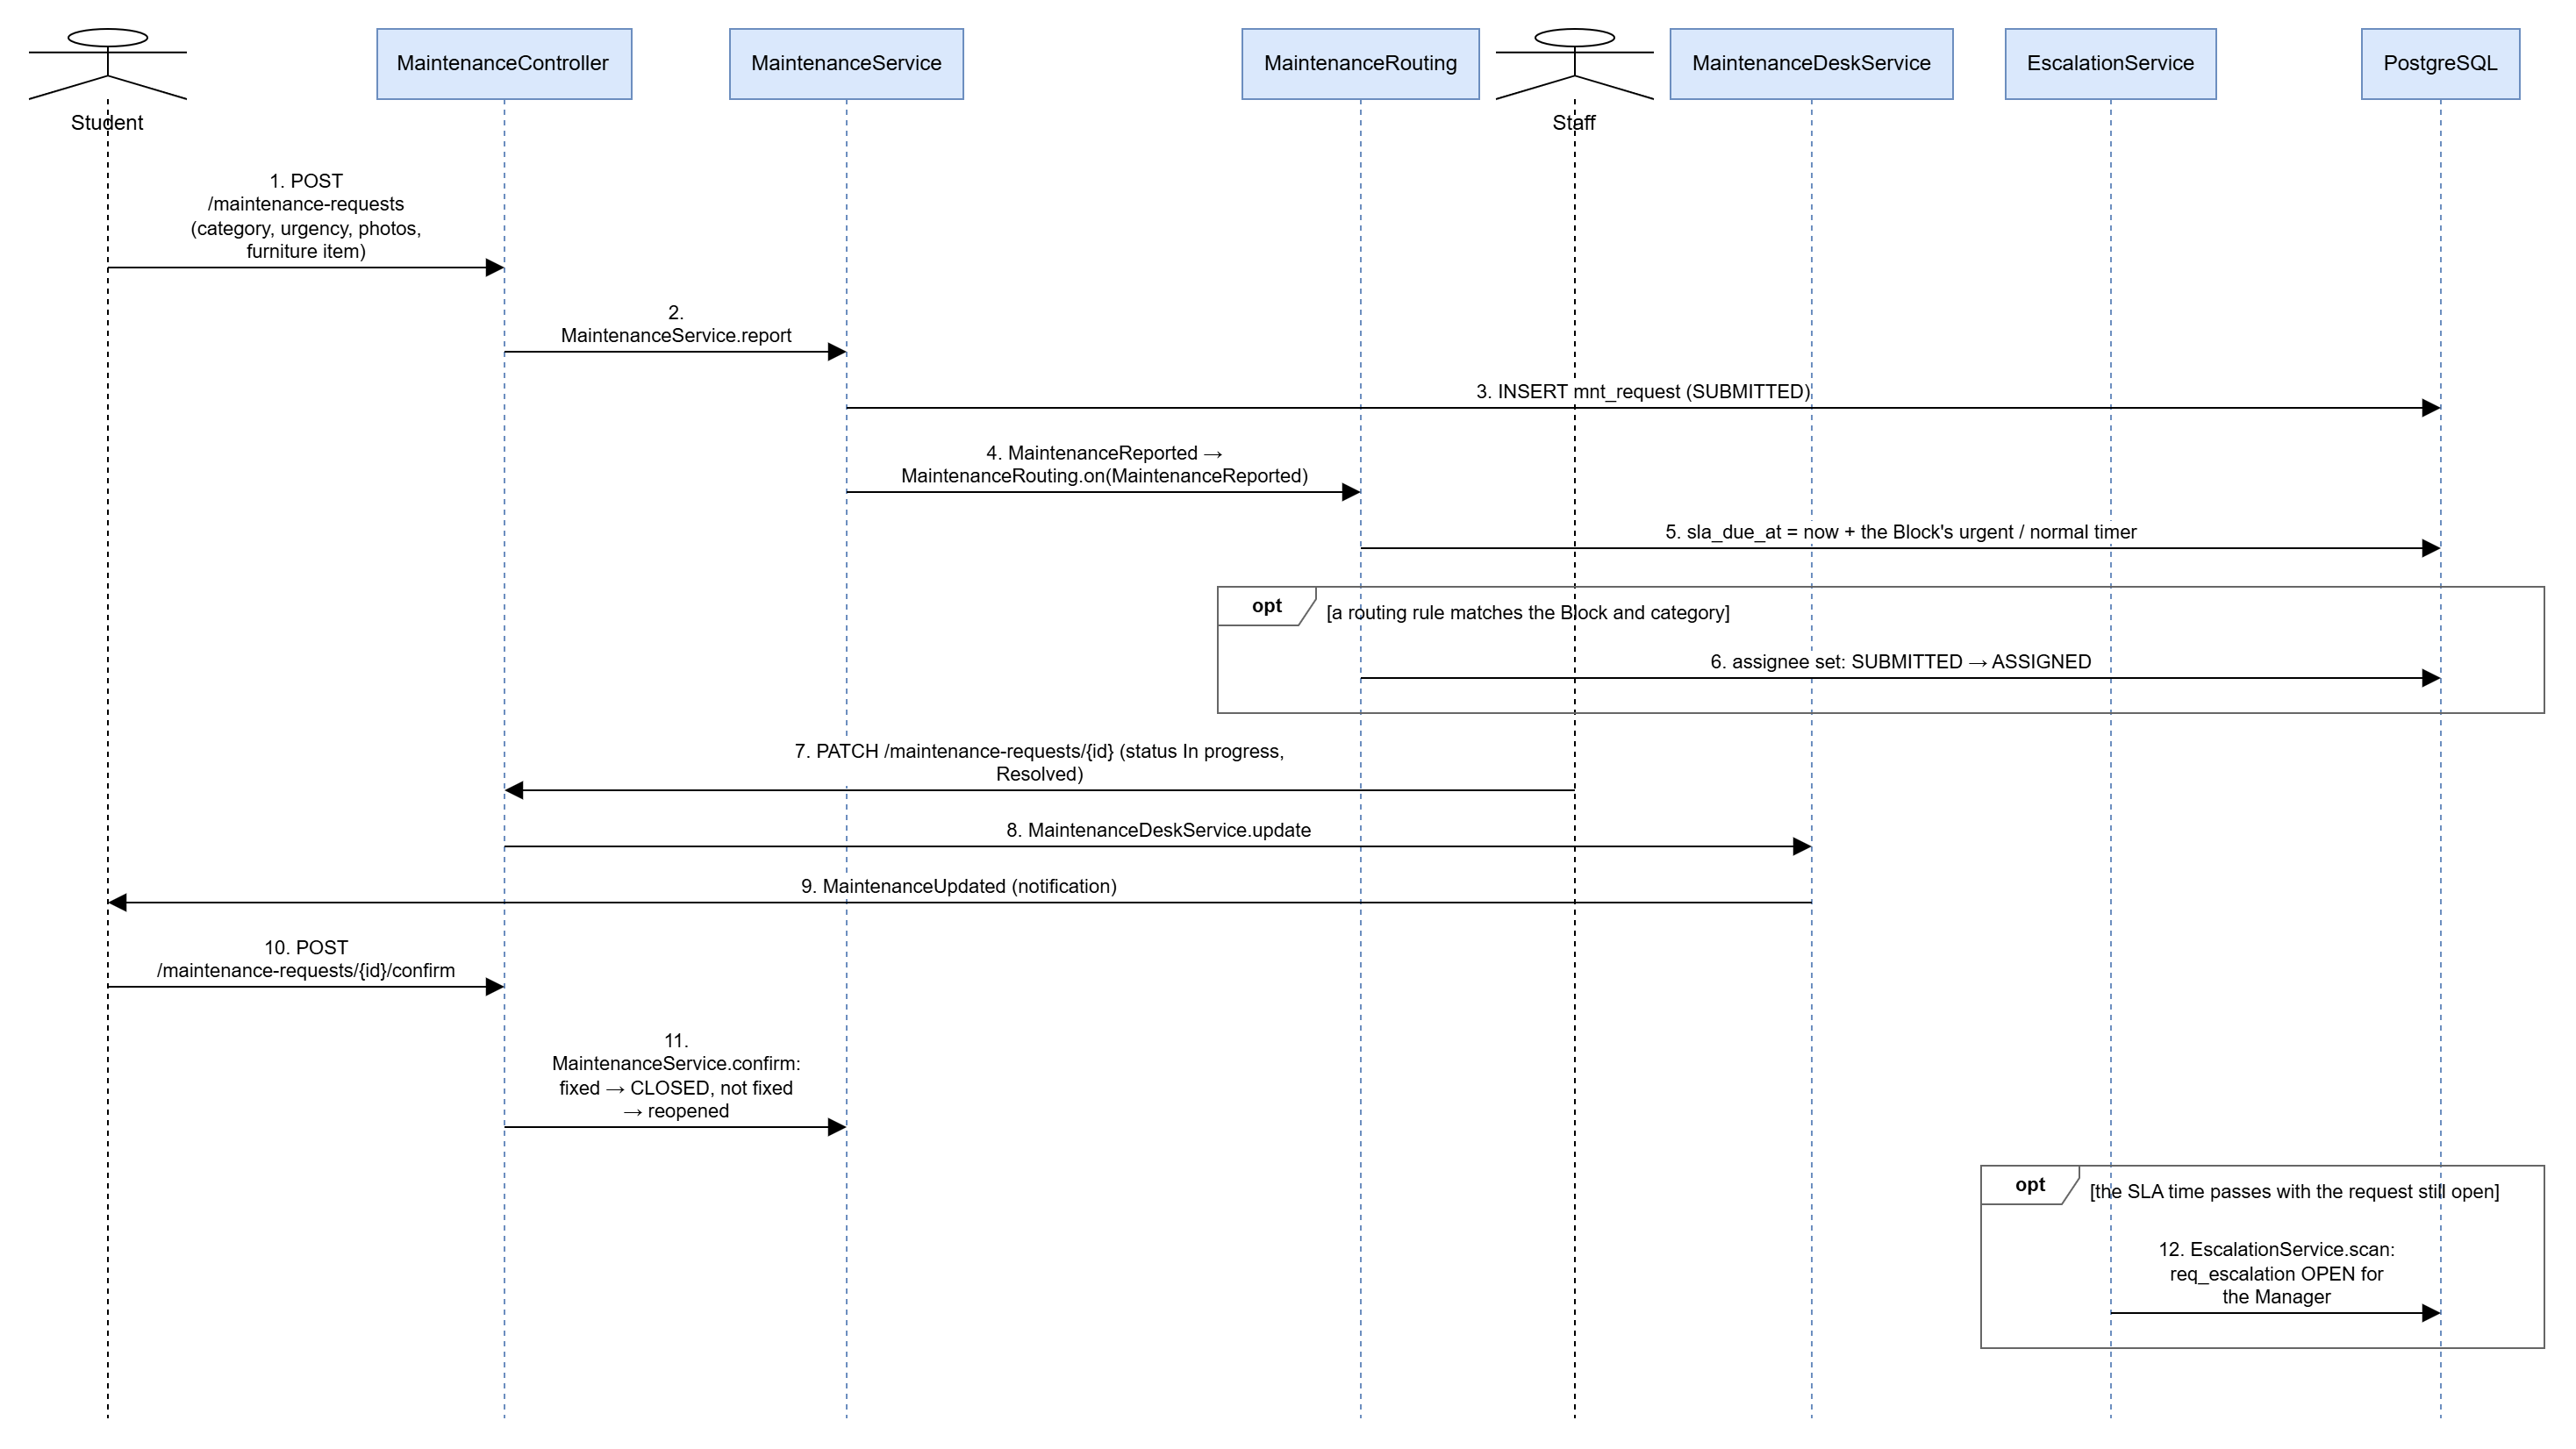 MaintenanceController
MaintenanceService
MaintenanceRouting
MaintenanceDeskService
EscalationService
PostgreSQL
Student
Staff
1. POST
/maintenance-requests
(category, urgency, photos,
furniture item)
2.
MaintenanceService.report
3. INSERT mnt_request (SUBMITTED)
4. MaintenanceReported →
MaintenanceRouting.on(MaintenanceReported)
5. sla_due_at = now + the Block's urgent / normal timer
opt
[a routing rule matches the Block and category]
6. assignee set: SUBMITTED → ASSIGNED
7. PATCH /maintenance-requests/{id} (status In progress,
Resolved)
8. MaintenanceDeskService.update
9. MaintenanceUpdated (notification)
10. POST
/maintenance-requests/{id}/confirm
11.
MaintenanceService.confirm:
fixed → CLOSED, not fixed
→ reopened
opt
[the SLA time passes with the request still open]
12. EscalationService.scan:
req_escalation OPEN for
the Manager